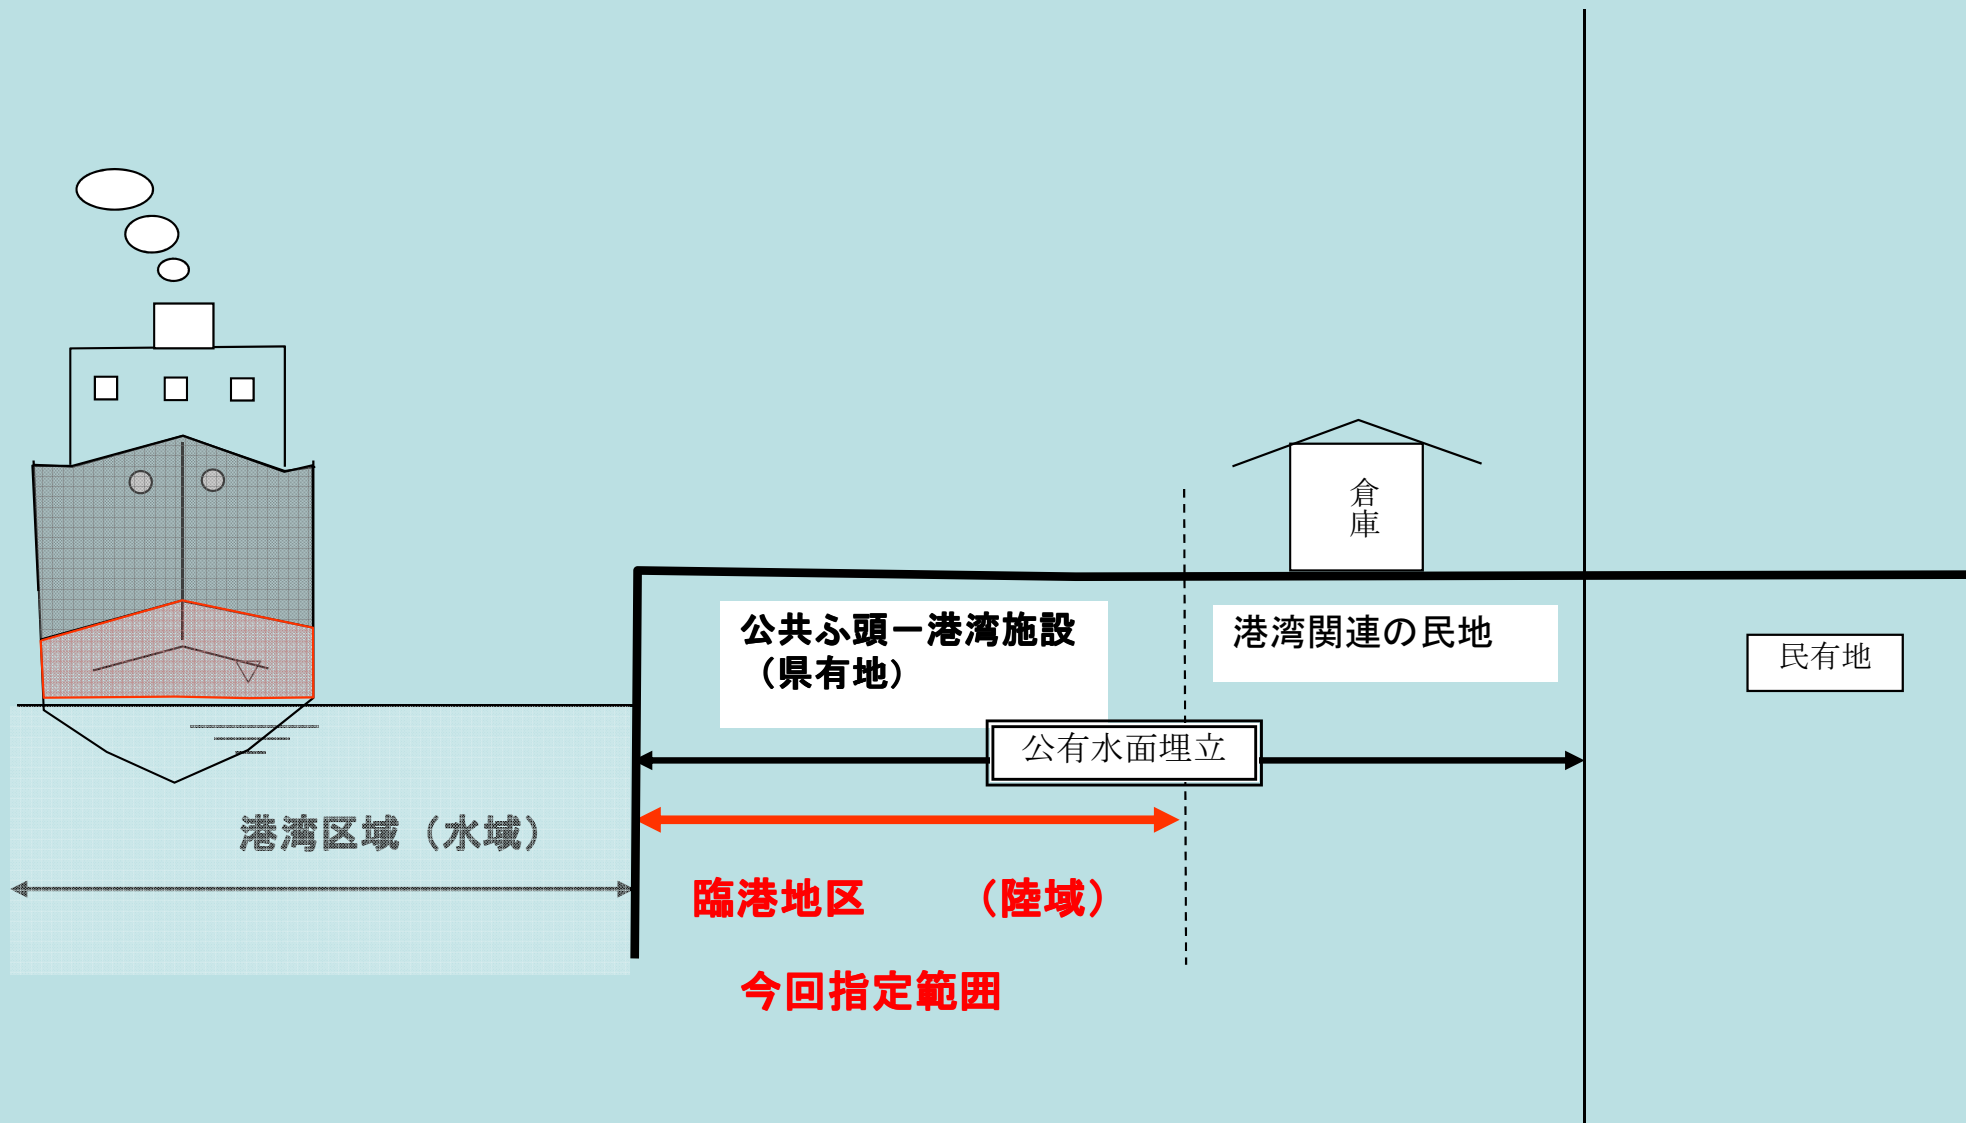 倉庫
公共ふ頭－港湾施設
（県有地）
港湾関連の民地
民有地
公有水面埋立
港湾区域（水域）
臨港地区　　（陸域）
今回指定範囲